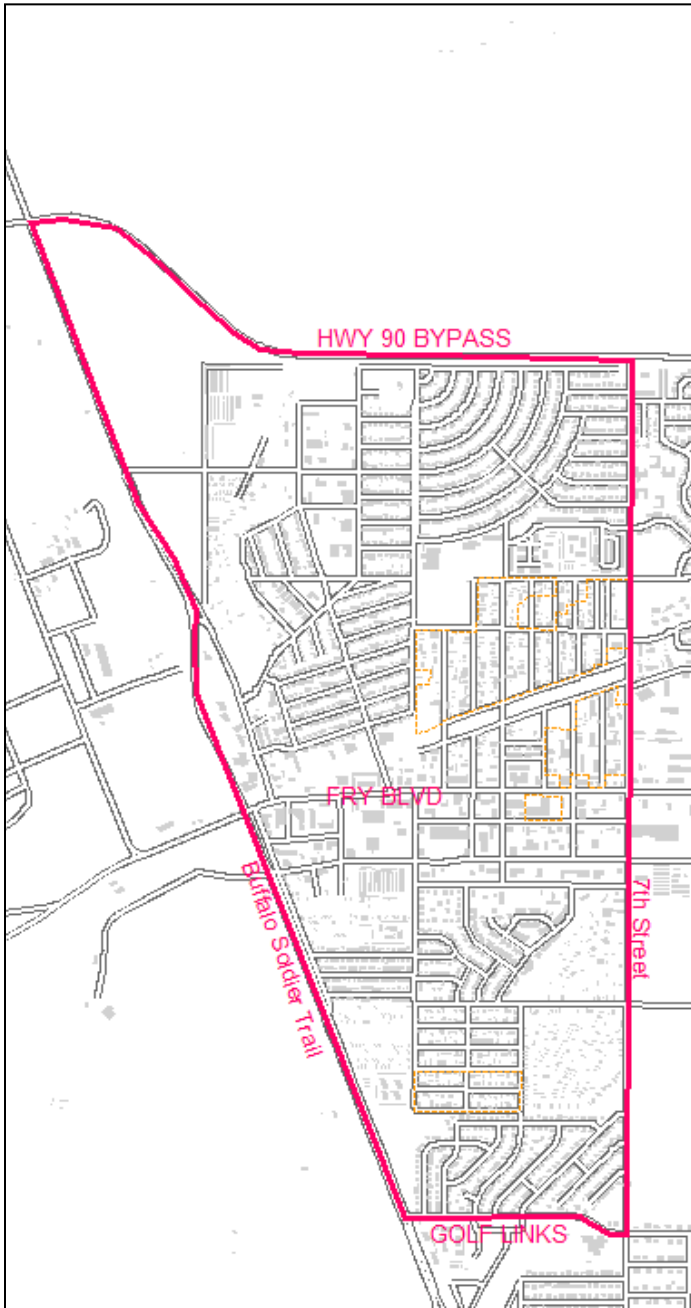 HWY 90 BYPASS
FRY BLVD
Buffalo Soldier Trail
7th Street
GOLF LINKS